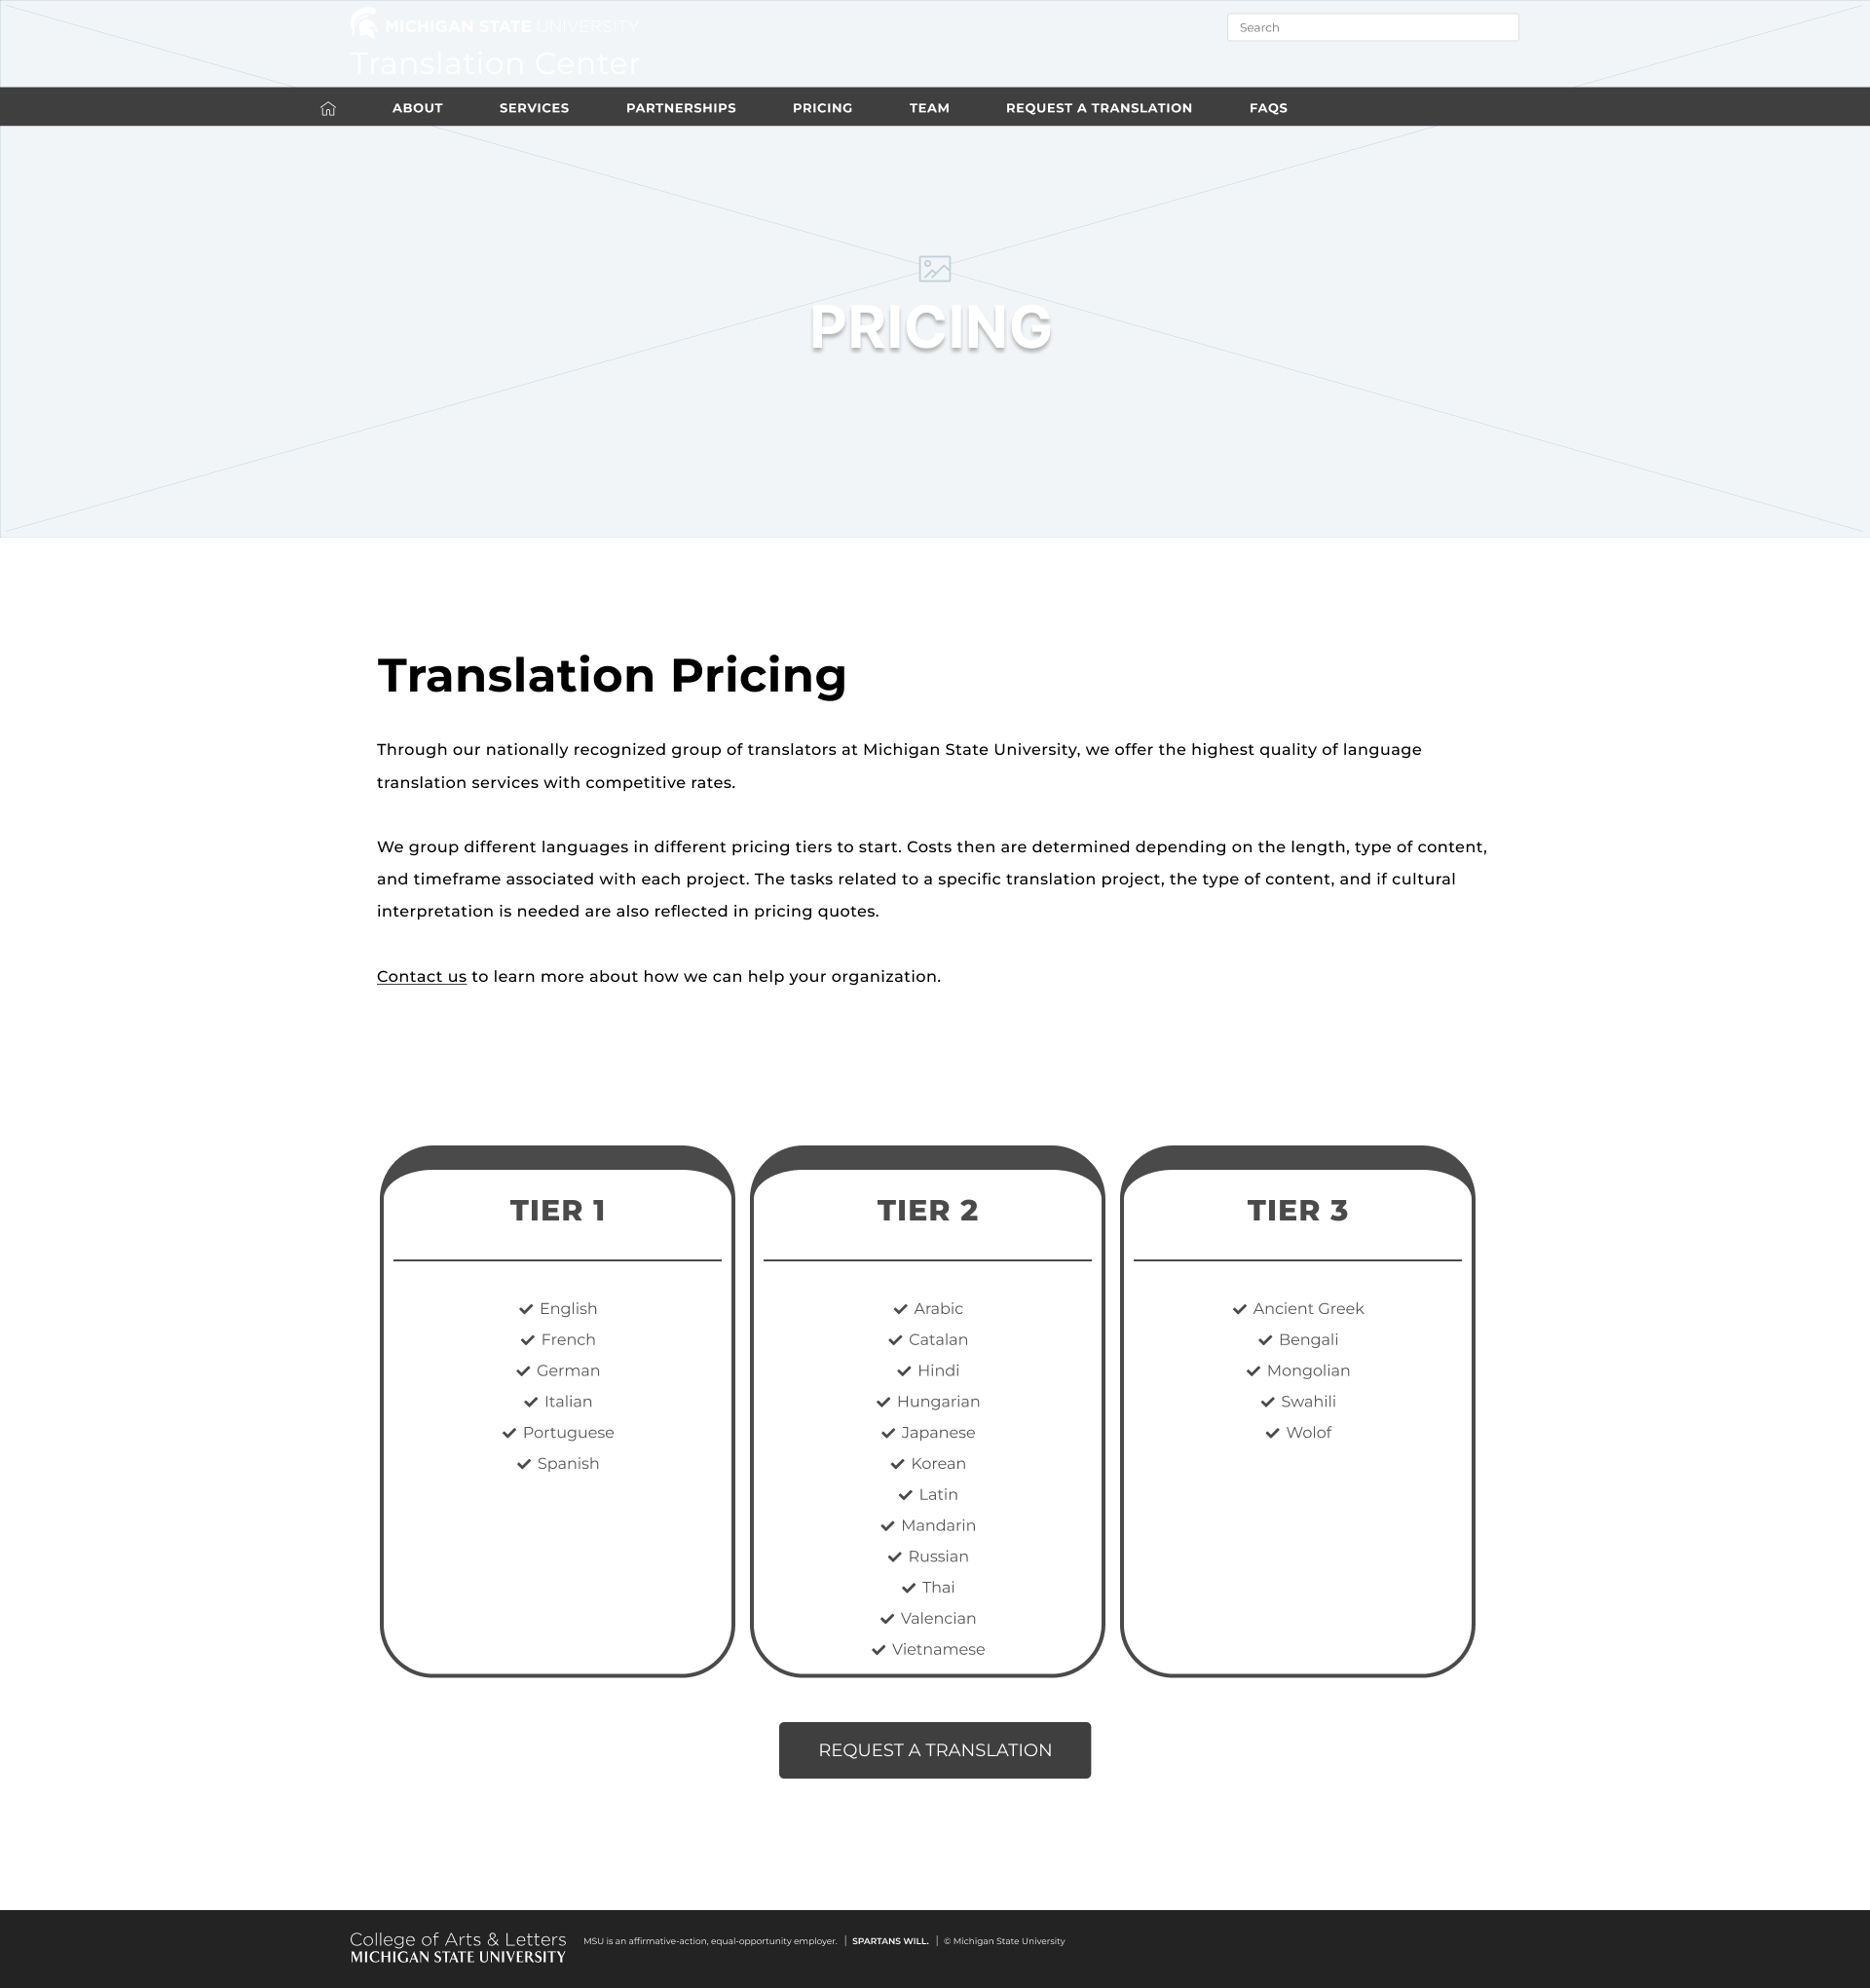 MICHIGAN STATE UNIVERSITY
Translation Center
Search
ABOUT SERVICES PARTNERSHIPS PRICING TEAM REQUEST A TRANSLATION FAQS
PRICING
Translation Pricing
Through our nationally recognized group of translators at Michigan State University, we offer the highest quality of language
translation services with competitive rates.
We group different languages in different pricing tiers to start. Costs then are determined depending on the length, type of content,
and timeframe associated with each project. The tasks related to a specific translation project, the type of content, and if cultural
interpretation is needed are also reflected in pricing quotes.
Contact us to learn more about how we can help your organization.
TIER 1
English
French
German
Italian
Portuguese
Spanish
TIER 2
Arabic
Catalan
Hindi
Hungarian
Japanese
Korean
Latin
Mandarin
Russian
Thai
Valencian
Vietnamese
TIER 3
Ancient Greek
Bengali
Mongolian
Swahili
Wolof
REQUEST A TRANSLATION
College of Arts & Letters
MICHIGAN STATE UNIVERSITY
MSU is an affirmative-action, equal-opportunity employer. | SPARTANS WILL. | © Michigan State University